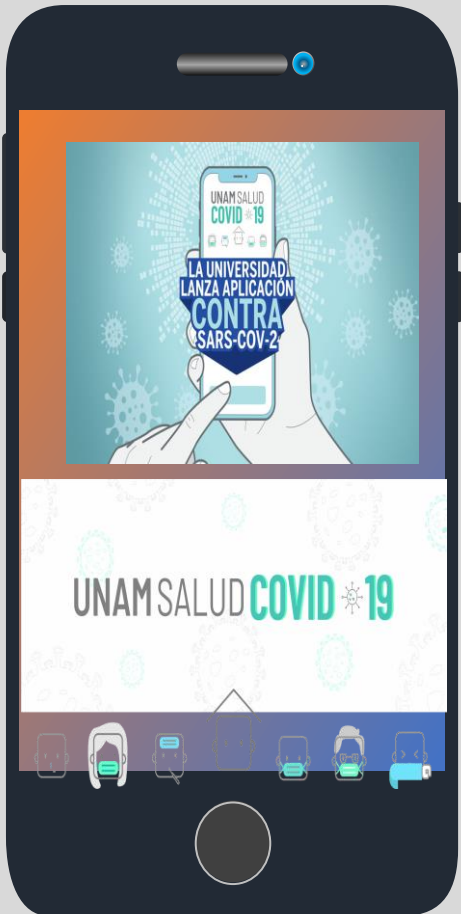 UNAM SALUD
COVID 19
LA UNIVERSIDAD
LANZA APLICACIÓN
CONTRA
SARS-COV-2
UNAM SALUD COVID 19